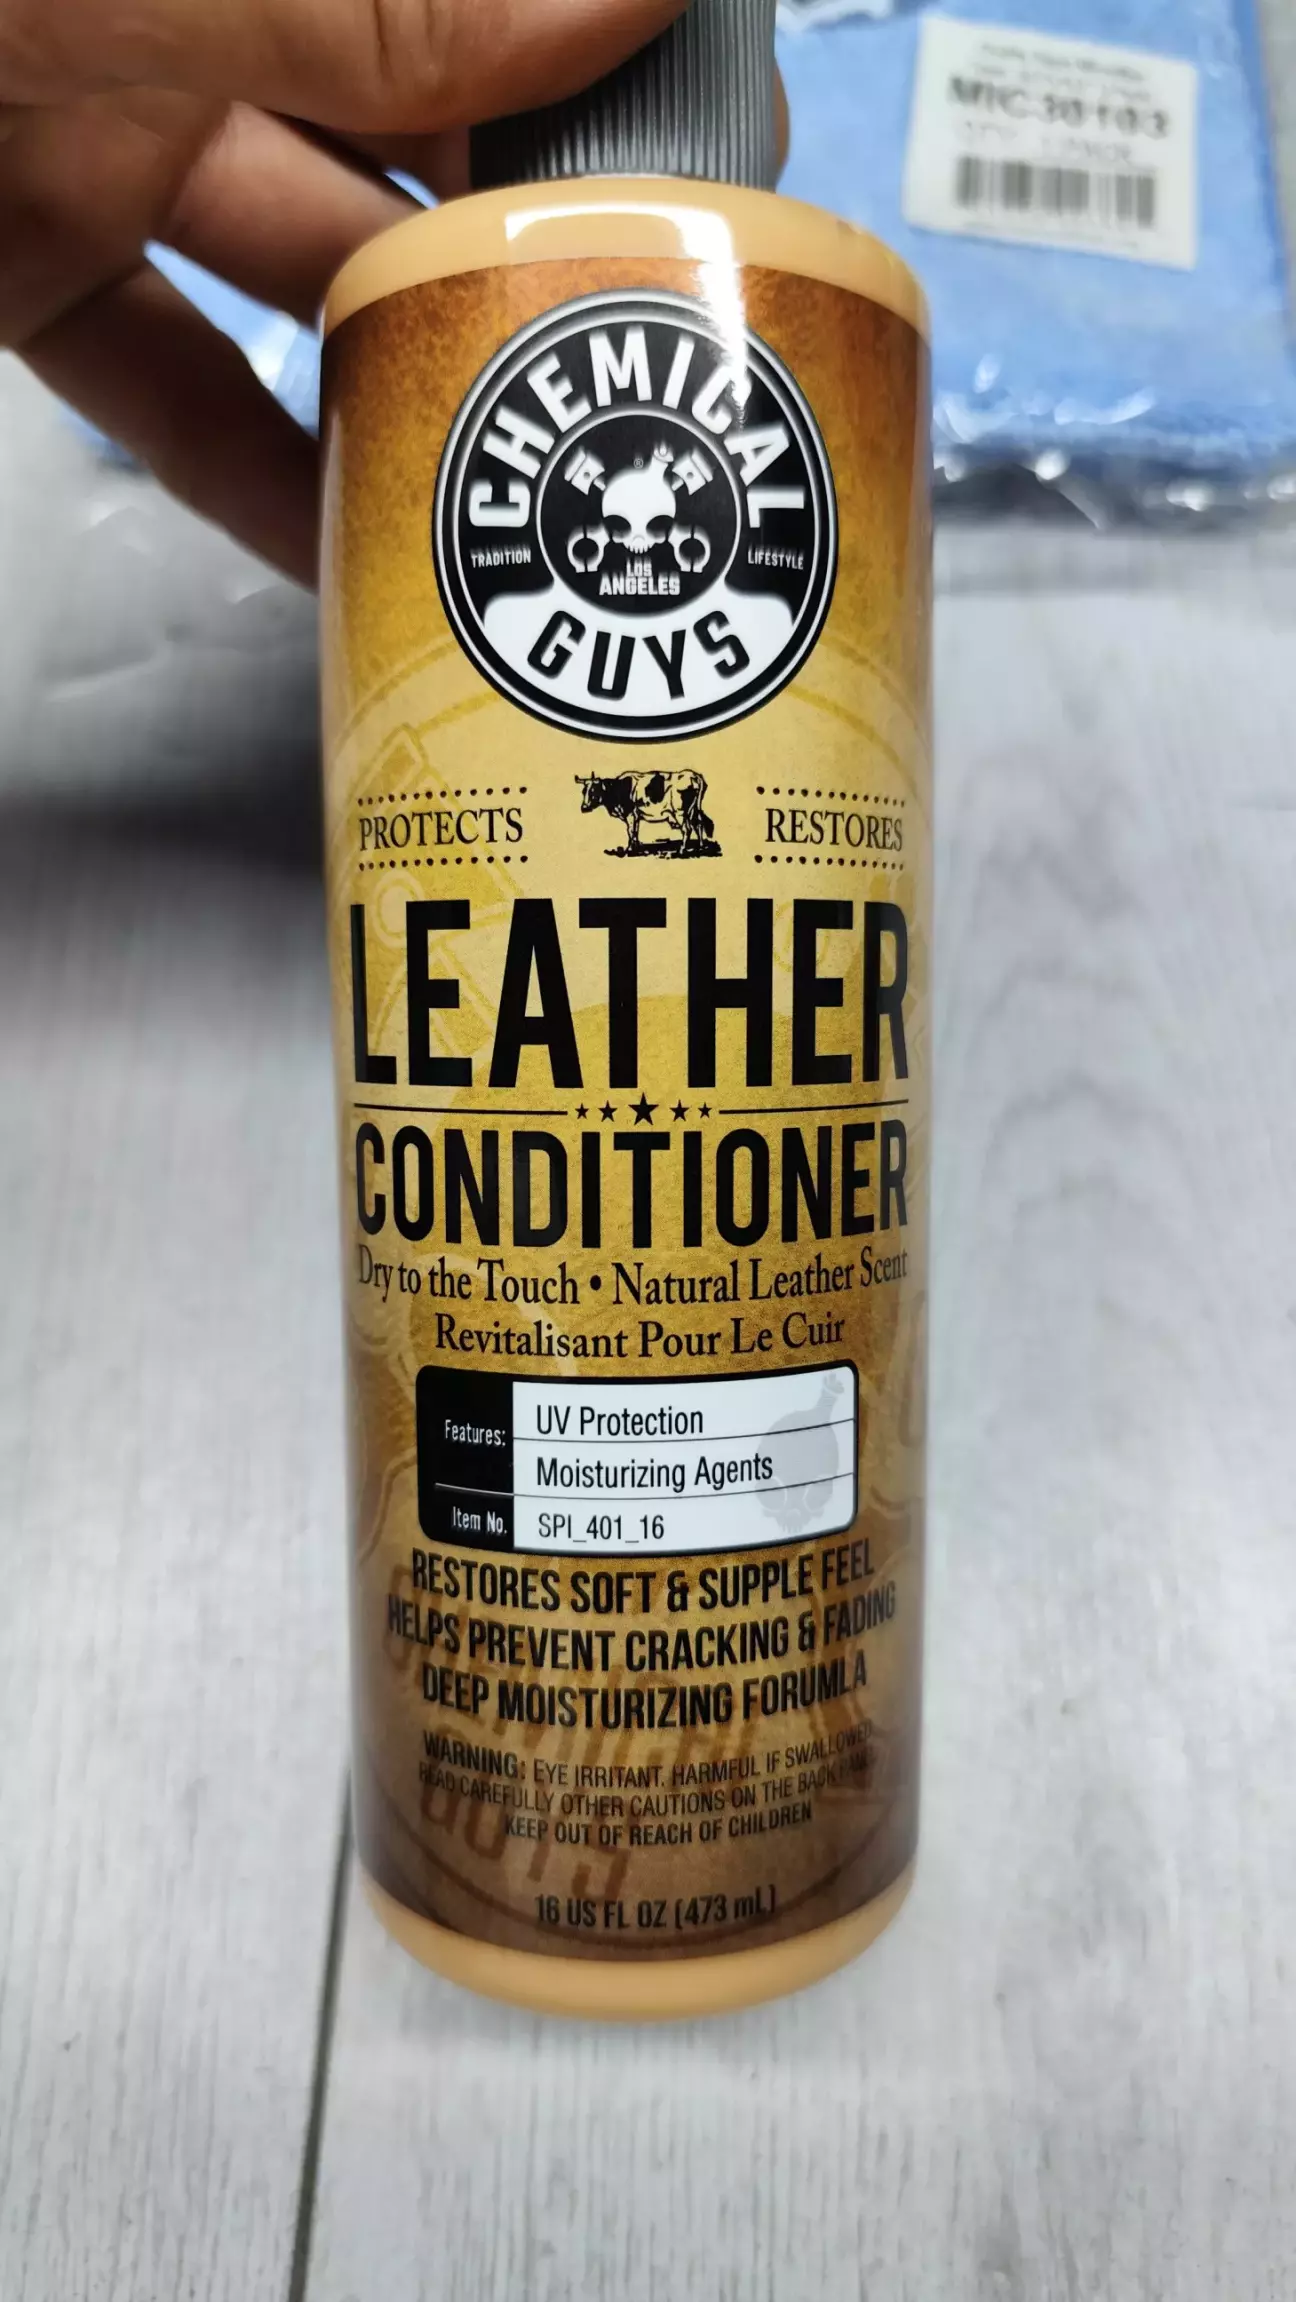 MIC30103
CHEMICAL
TRADITION
LIFESTYLE
LOS
ANGELES
GUYS
®
PROTECTS
RESTORES
LEATHER
CONDITIONER
Dry to the Touch • Natural Leather Scent
Revitalisant Pour Le Cuir
Features: UV Protection
Moisturizing Agents
Item No. SPI_401_16
RESTORES SOFT & SUPPLE FEEL
HELPS PREVENT CRACKING & FADING
DEEP MOISTURIZING FORUMLA
WARNING: EYE IRRITANT. HARMFUL IF SWALLOWED
READ CAREFULLY OTHER CAUTIONS ON THE BACK PANEL
KEEP OUT OF REACH OF CHILDREN
16 US FL OZ (473 mL)